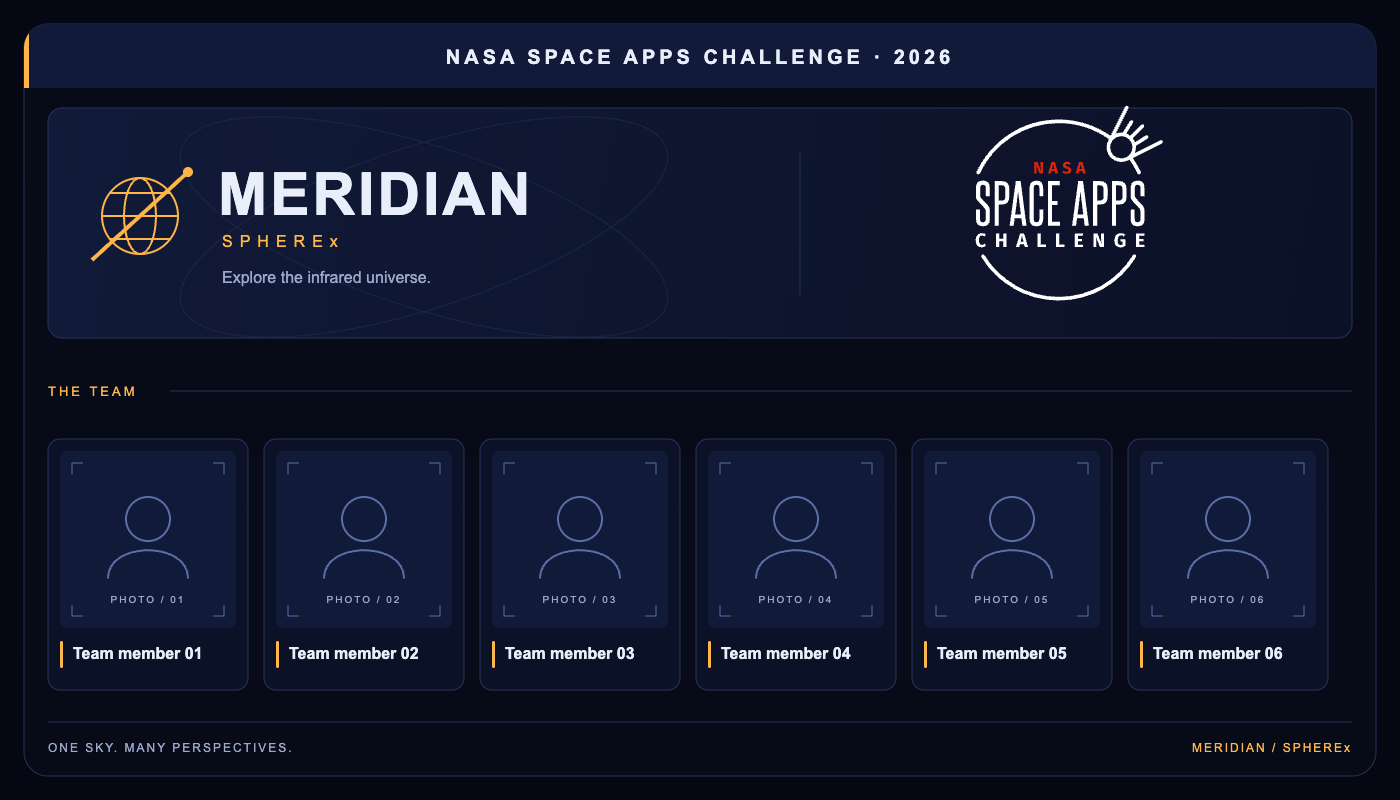 NASA SPACE APPS CHALLENGE · 2026
MERIDIAN
SPHEREx
Explore the infrared universe.
NASA
SPACE APPS
CHALLENGE
THE TEAM
PHOTO / 01
PHOTO / 02
PHOTO / 03
PHOTO / 04
PHOTO / 05
PHOTO / 06
Team member 01
Team member 02
Team member 03
Team member 04
Team member 05
Team member 06
ONE SKY. MANY PERSPECTIVES.
MERIDIAN / SPHEREx